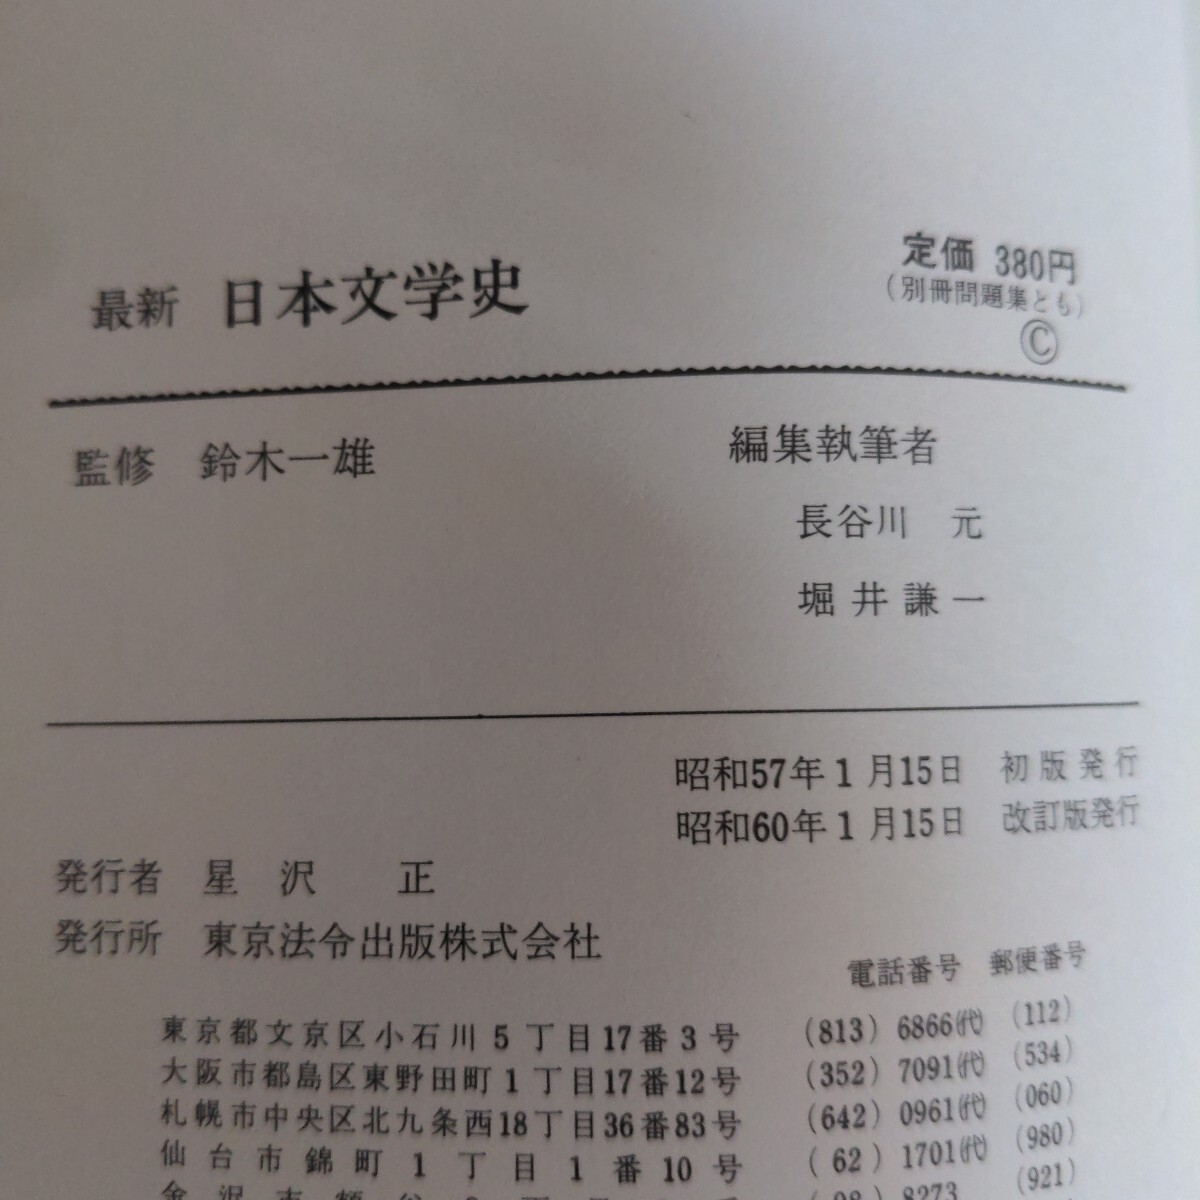 最新 日本文学史
定価 380円
(別冊問題集とも)
©
監修 鈴木一雄
編集執筆者
長谷川 元
堀井謙一
昭和57年1月15日 初版発行
昭和60年1月15日 改訂版発行
発行者 星沢 正
発行所 東京法令出版株式会社
電話番号 郵便番号
東京都文京区小石川5丁目17番3号 (813) 6866(代) (112)
大阪市都島区東野田町1丁目17番12号 (352) 7091(代) (534)
札幌市中央区北九条西18丁目36番83号 (642) 0961(代) (060)
仙台市錦町1丁目1番10号 (62) 1701(代) (980)
(921)